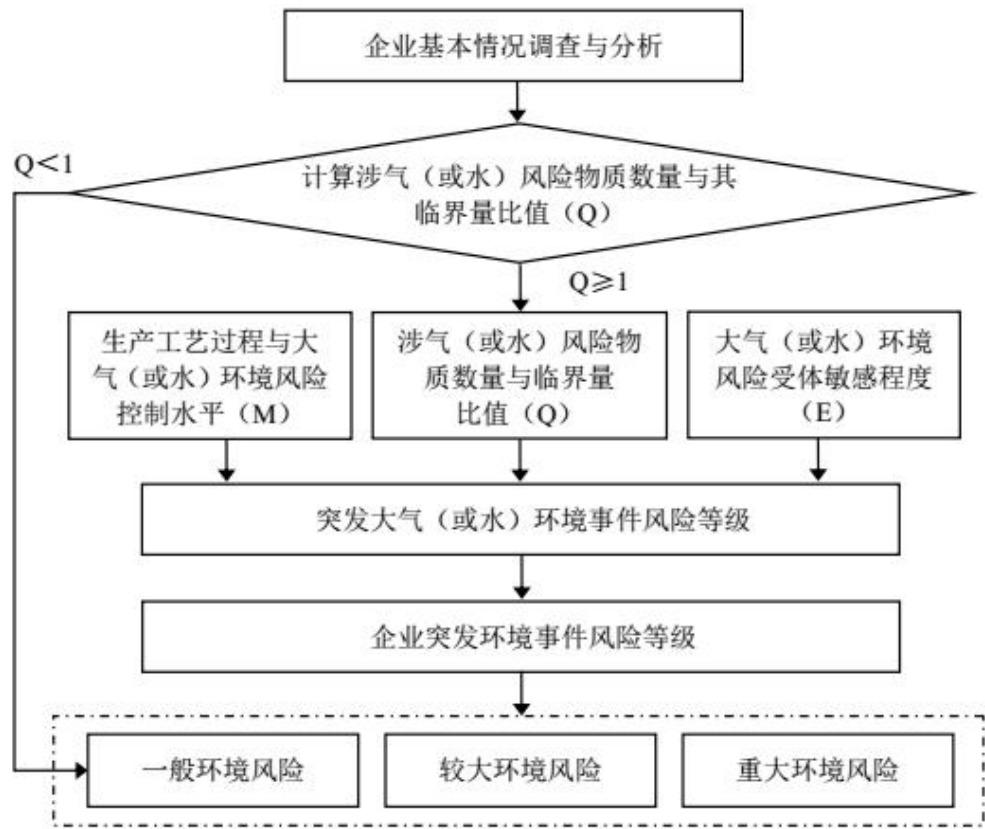 企业基本情况调查与分析
Q＜1
计算涉气（或水）风险物质数量与其
临界量比值（Q）
Q≥1
生产工艺过程与大
气（或水）环境风险
控制水平（M）
涉气（或水）风险物
质数量与临界量
比值（Q）
大气（或水）环境
风险受体敏感程度
（E）
突发大气（或水）环境事件风险等级
企业突发环境事件风险等级
一般环境风险
较大环境风险
重大环境风险